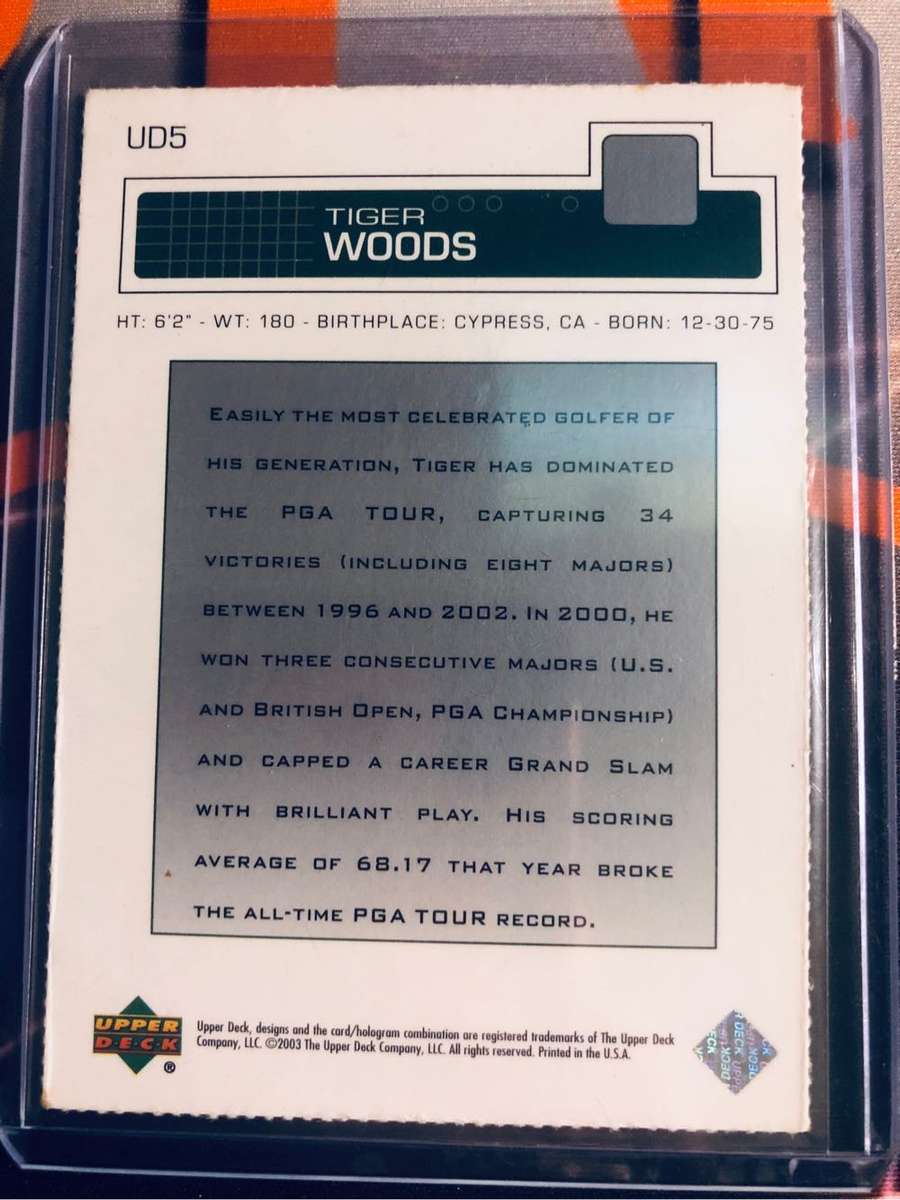 UD5
TIGER
WOODS
HT: 6'2" - WT: 180 - BIRTHPLACE: CYPRESS, CA - BORN: 12-30-75
EASILY THE MOST CELEBRATED GOLFER OF
HIS GENERATION, TIGER HAS DOMINATED
THE PGA TOUR, CAPTURING 34
VICTORIES (INCLUDING EIGHT MAJORS)
BETWEEN 1996 AND 2002. IN 2000, HE
WON THREE CONSECUTIVE MAJORS (U.S.
AND BRITISH OPEN, PGA CHAMPIONSHIP)
AND CAPPED A CAREER GRAND SLAM
WITH BRILLIANT PLAY. HIS SCORING
AVERAGE OF 68.17 THAT YEAR BROKE
THE ALL-TIME PGA TOUR RECORD.
UPPER
D·E·C·K
®
Upper Deck, designs and the card/hologram combination are registered trademarks of The Upper Deck
Company, LLC. ©2003 The Upper Deck Company, LLC. All rights reserved. Printed in the U.S.A.